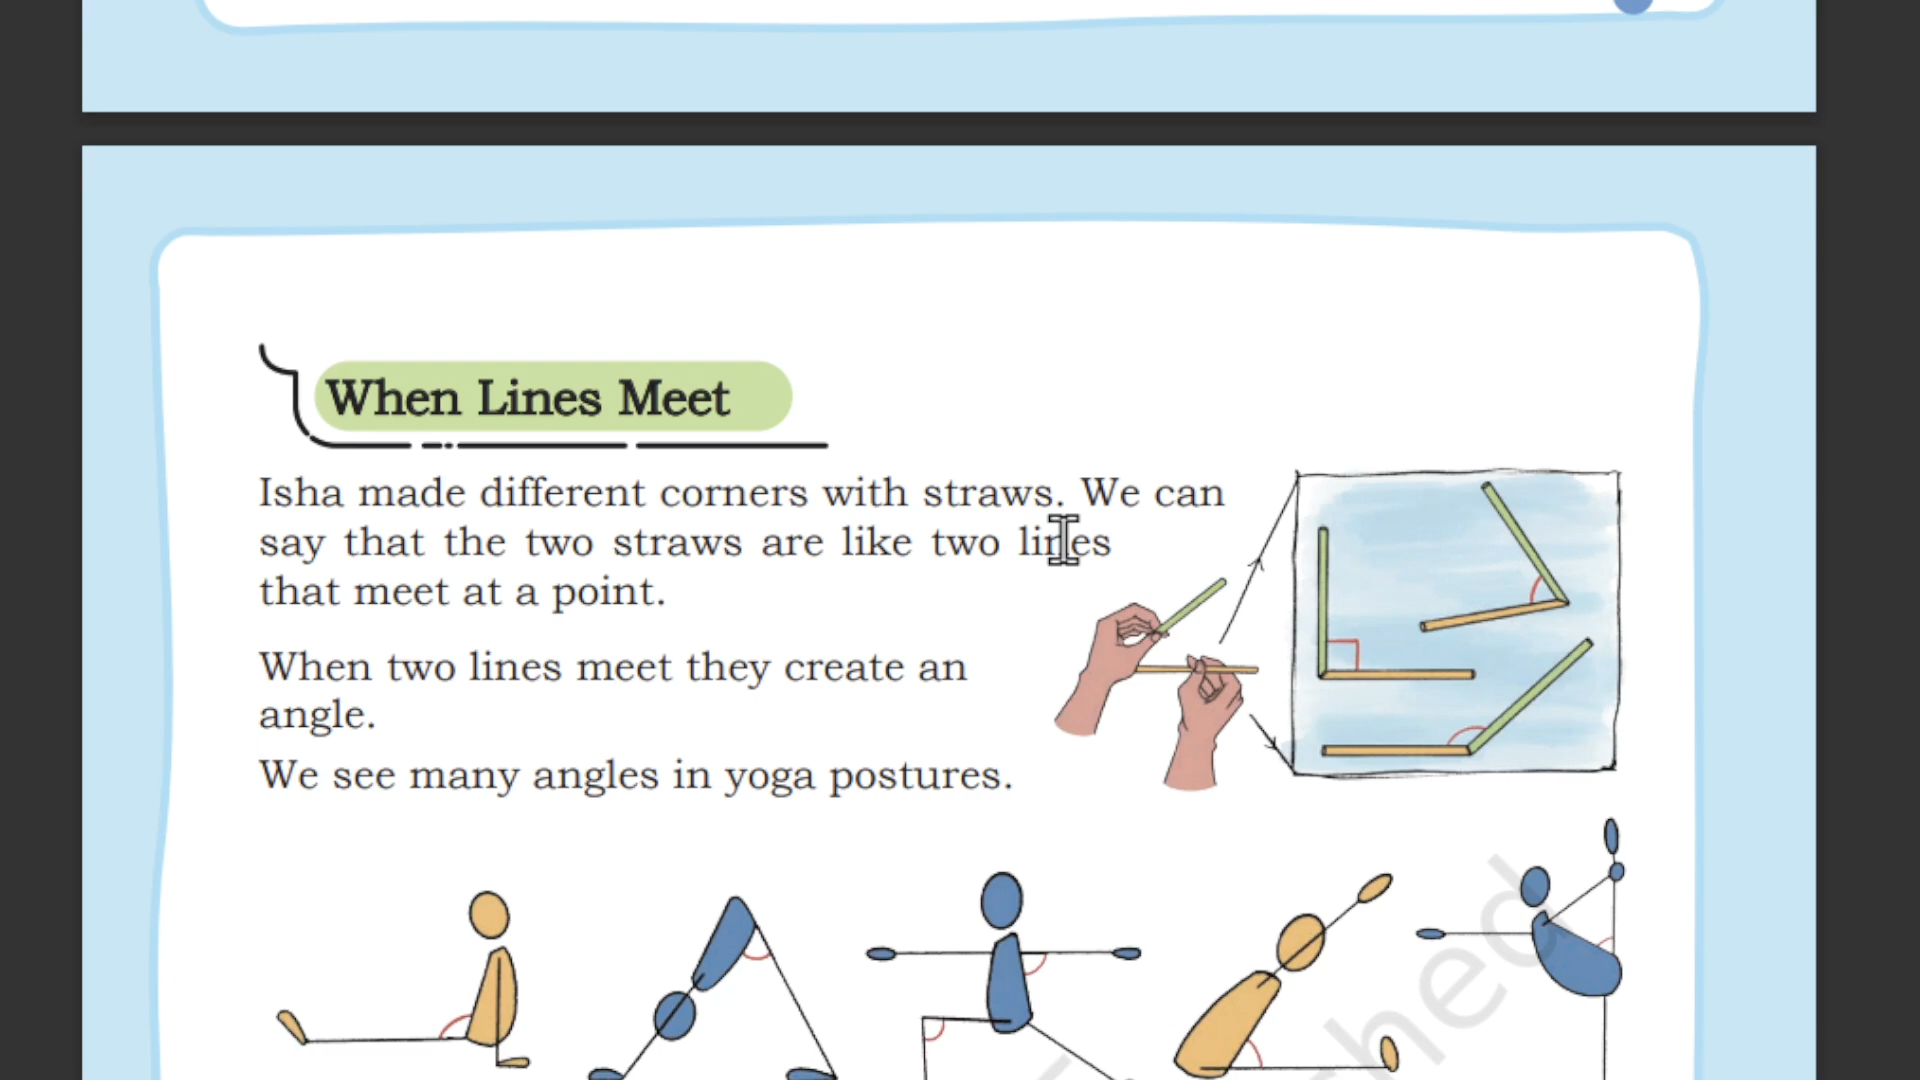 When Lines Meet
Isha made different corners with straws. We can
say that the two straws are like two lines
that meet at a point.
When two lines meet they create an
angle.
We see many angles in yoga postures.
shed